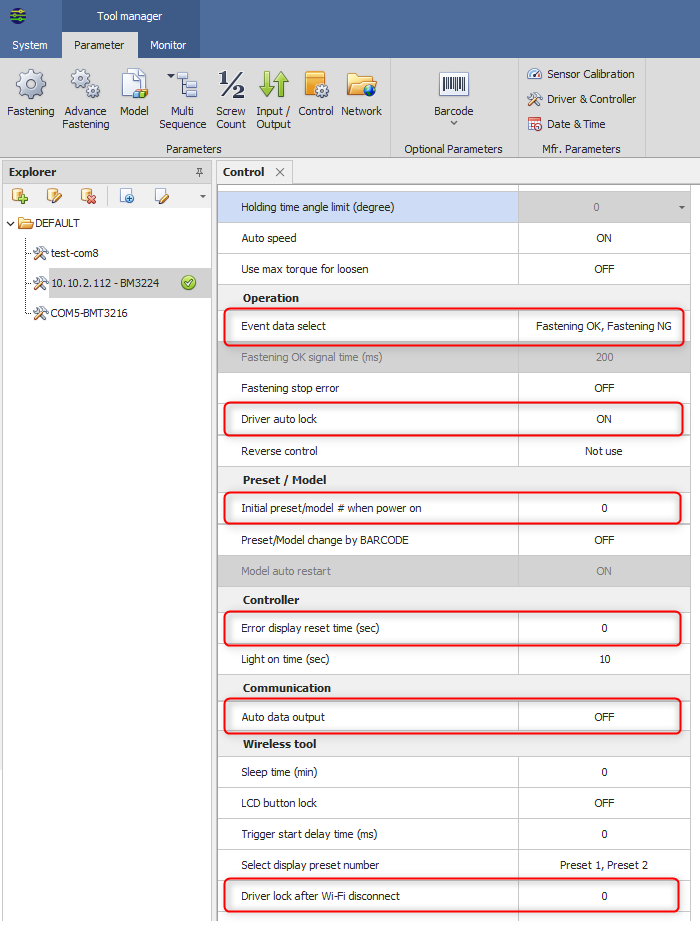 Tool manager
System
Parameter
Monitor
Fastening
Advance
Fastening
Model
Multi
Sequence
Screw
Count
Input /
Output
Control
Network
Parameters
Barcode
Optional Parameters
Sensor Calibration
Driver & Controller
Date & Time
Mfr. Parameters
Explorer
DEFAULT
test-com8
10.10.2.112 - BM3224
COM5-BMT3216
Control
Holding time angle limit (degree) 0
Auto speed ON
Use max torque for loosen OFF
Operation
Event data select Fastening OK, Fastening NG
Fastening OK signal time (ms) 200
Fastening stop error OFF
Driver auto lock ON
Reverse control Not use
Preset / Model
Initial preset/model # when power on 0
Preset/Model change by BARCODE OFF
Model auto restart ON
Controller
Error display reset time (sec) 0
Light on time (sec) 10
Communication
Auto data output OFF
Wireless tool
Sleep time (min) 0
LCD button lock OFF
Trigger start delay time (ms) 0
Select display preset number Preset 1, Preset 2
Driver lock after Wi-Fi disconnect 0